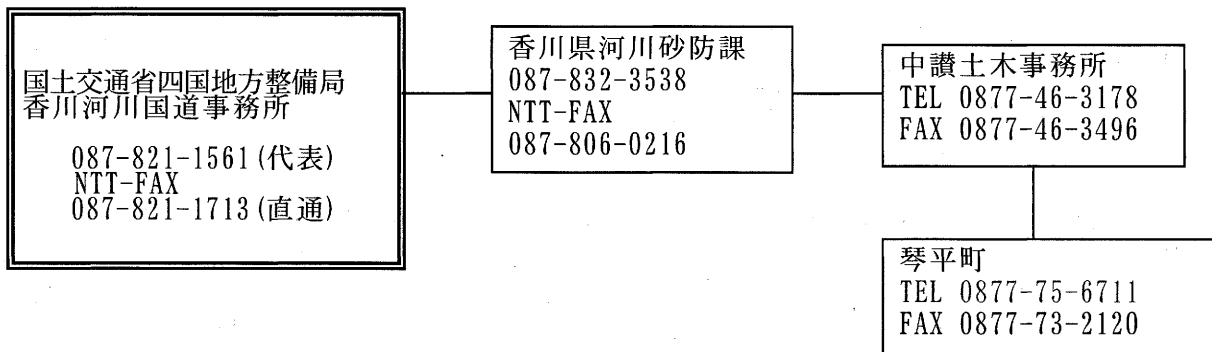 国土交通省四国地方整備局
香川河川国道事務所
087-821-1561(代表)
NTT-FAX
087-821-1713(直通)
香川県河川砂防課
087-832-3538
NTT-FAX
087-806-0216
中讃土木事務所
TEL 0877-46-3178
FAX 0877-46-3496
琴平町
TEL 0877-75-6711
FAX 0877-73-2120